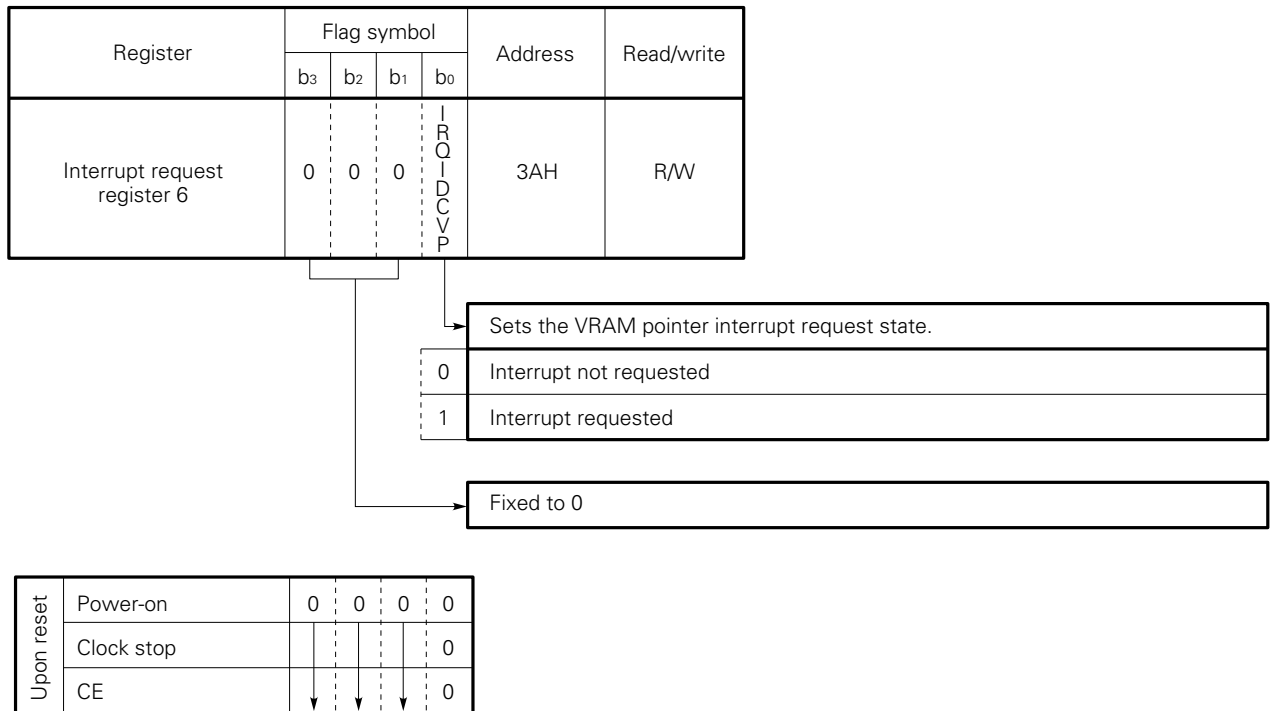 Register Flag symbol Address Read/write
b3 b2 b1 b0
Interrupt request
register 6
0 0 0 IRQIDCVP 3AH R/W
Sets the VRAM pointer interrupt request state.
0 Interrupt not requested
1 Interrupt requested
Fixed to 0
Upon reset
Power-on 0 0 0 0
Clock stop 0
CE 0